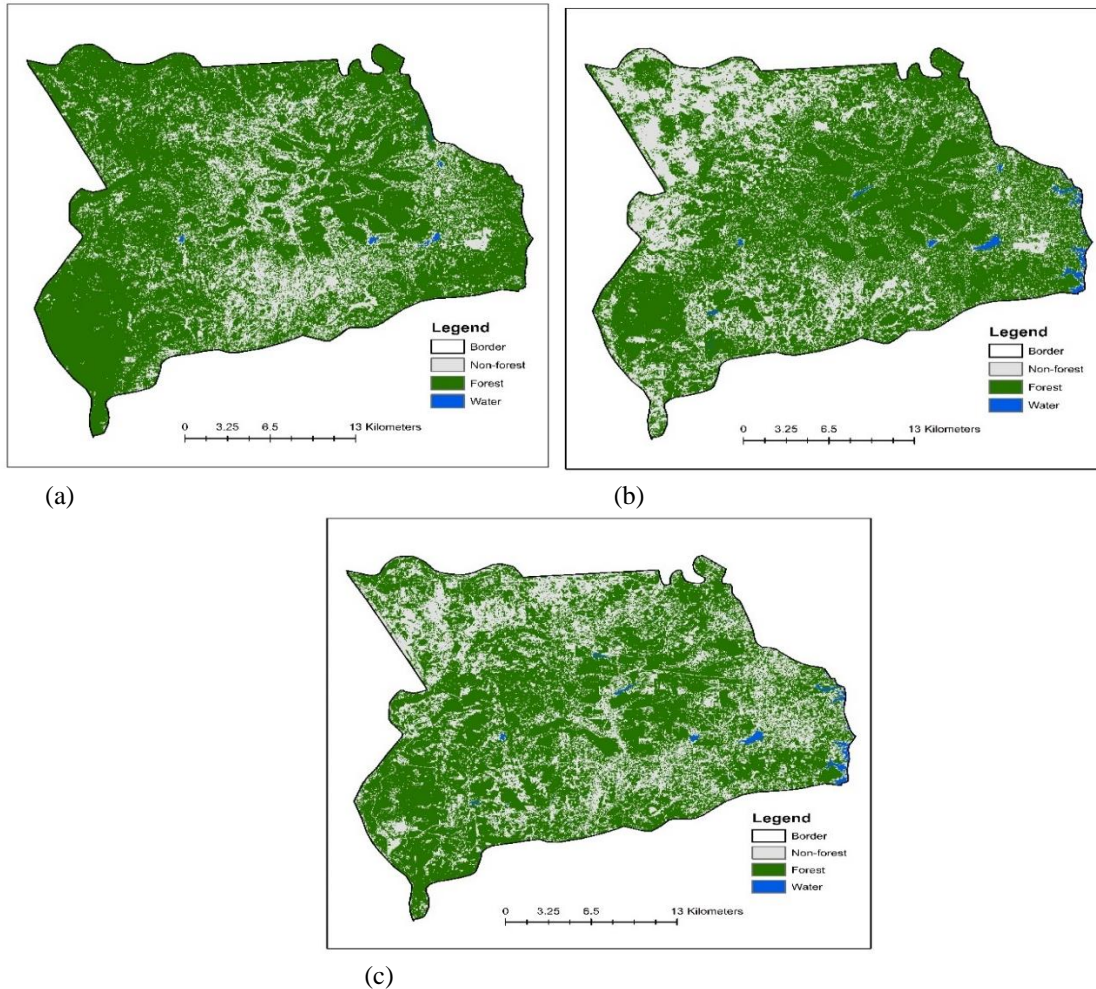 Legend
Border
Non-forest
Forest
Water
0 3.25 6.5 13 Kilometers
(a)
Legend
Border
Non-forest
Forest
Water
0 3.25 6.5 13 Kilometers
(b)
Legend
Border
Non-forest
Forest
Water
0 3.25 6.5 13 Kilometers
(c)